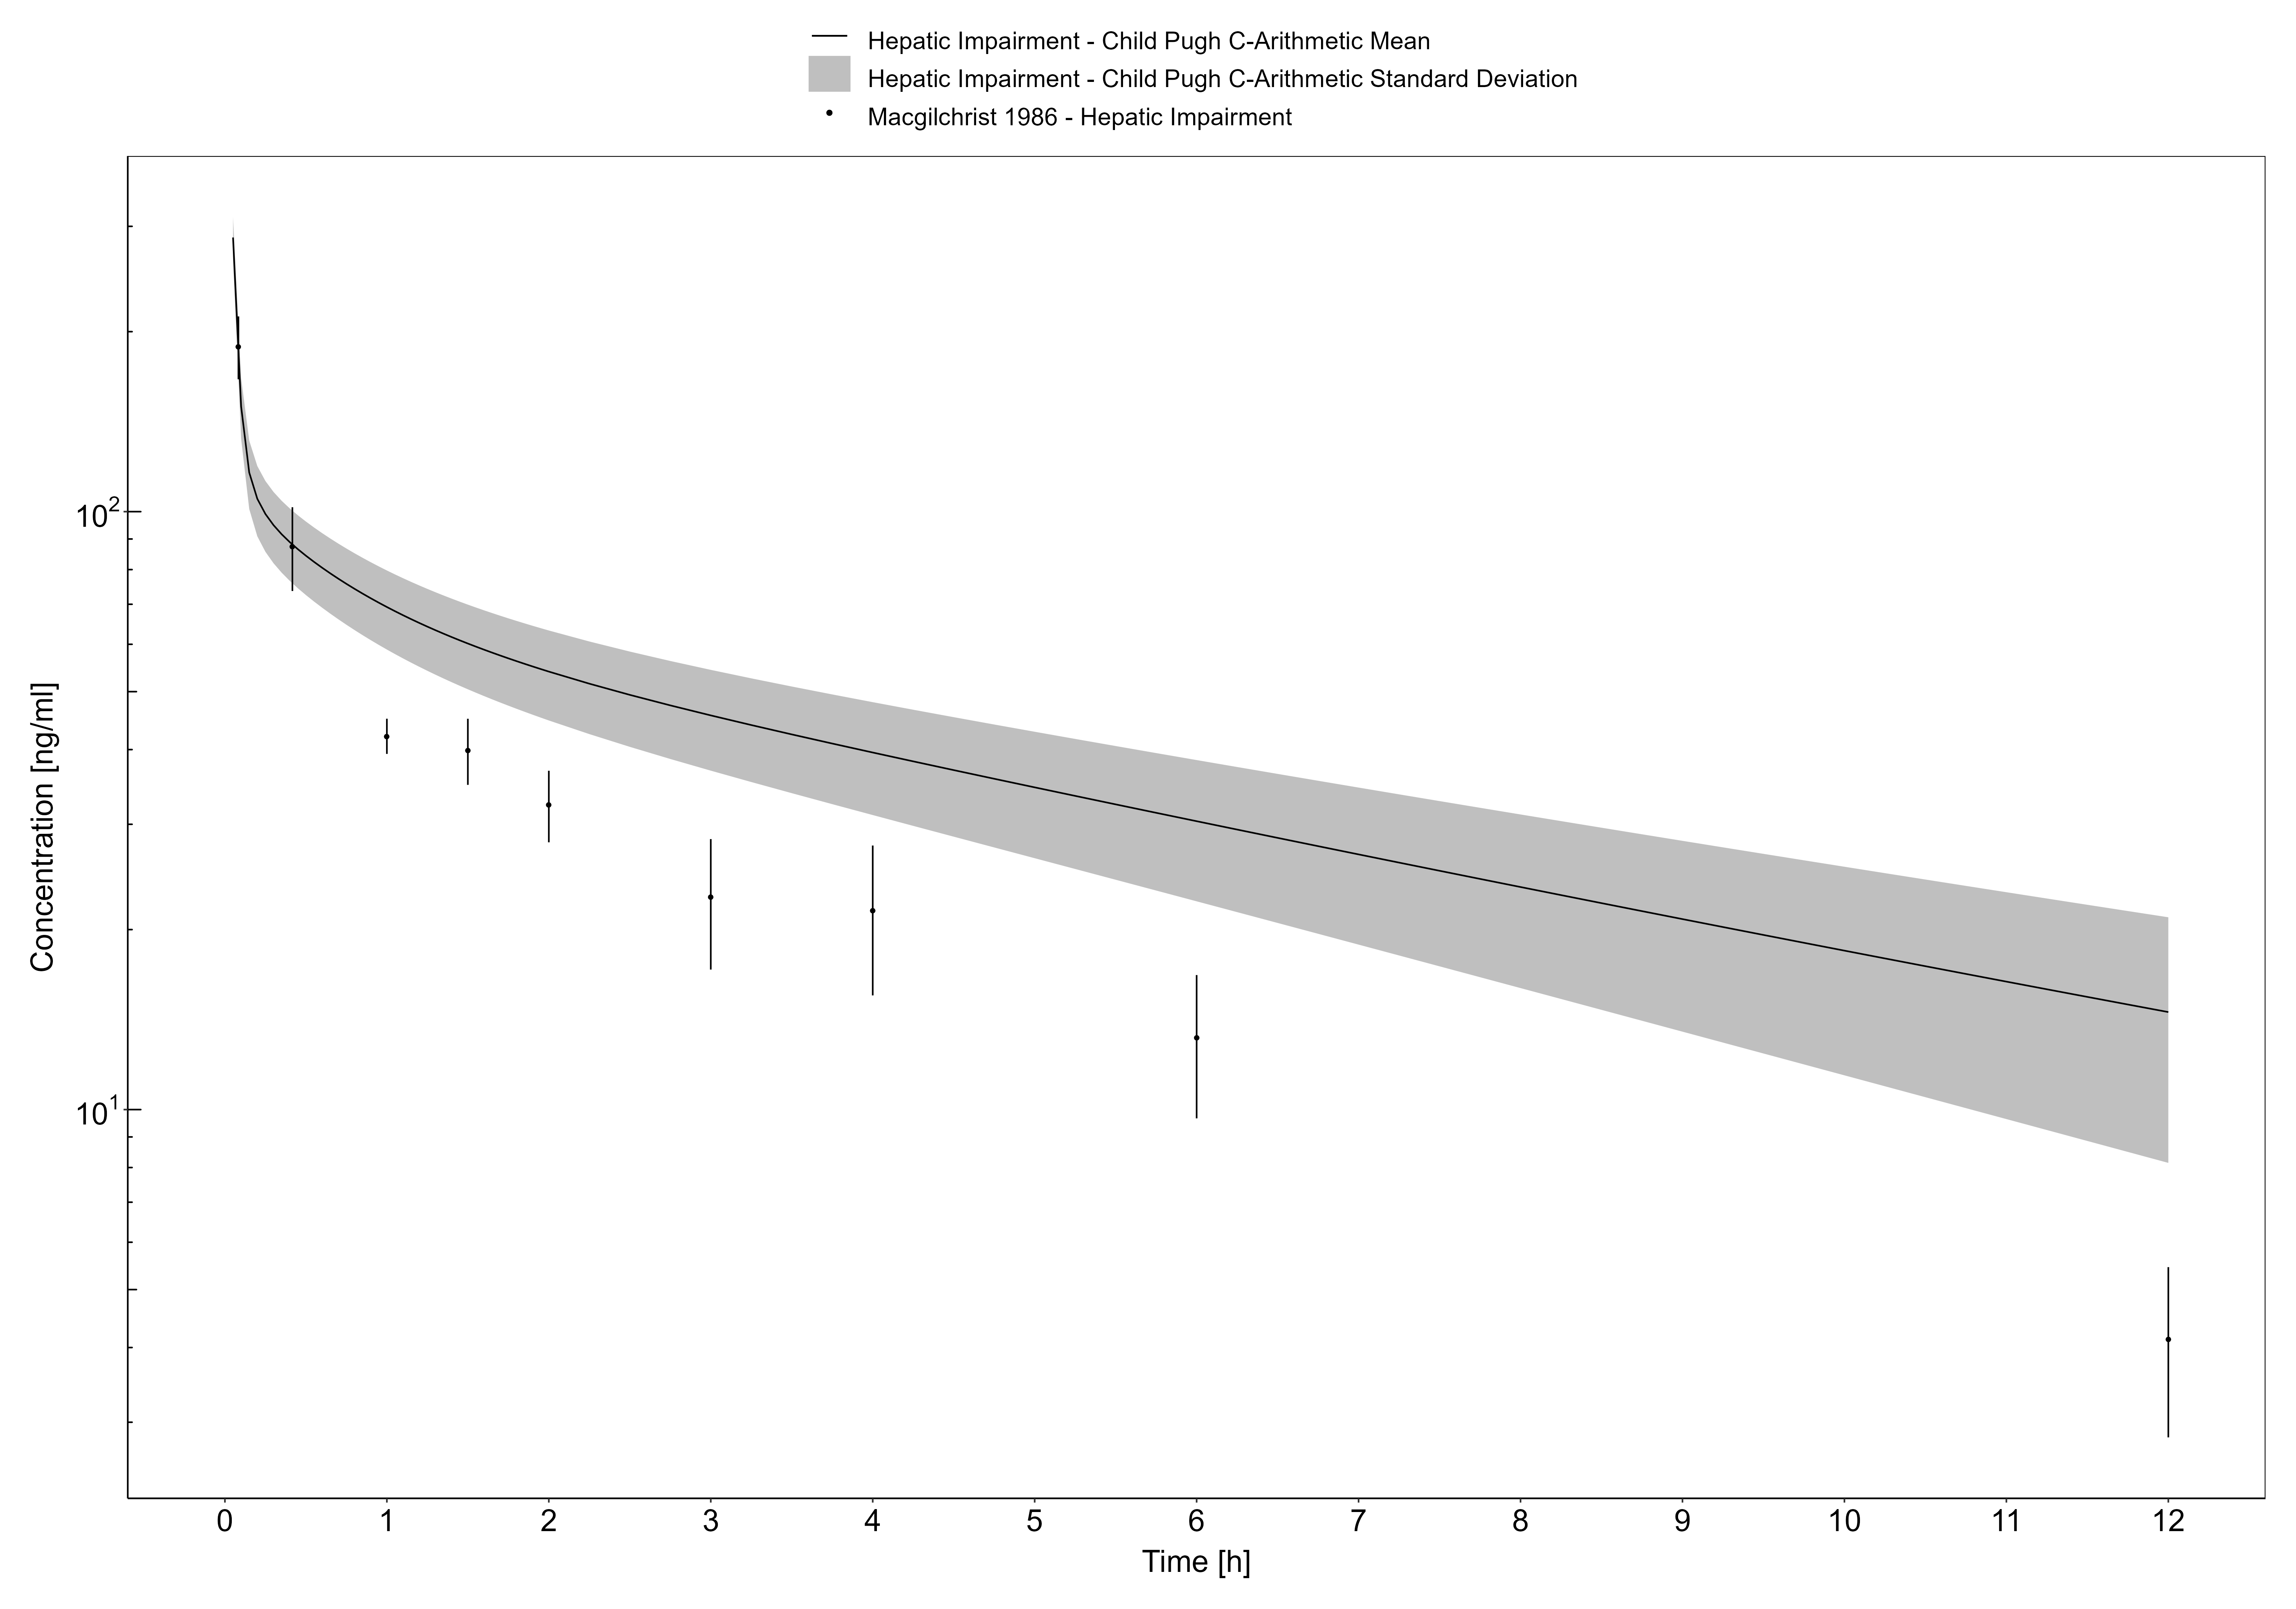 Hepatic Impairment - Child Pugh C-Arithmetic Mean
Hepatic Impairment - Child Pugh C-Arithmetic Standard Deviation
Macgilchrist 1986 - Hepatic Impairment
10²
10¹
Concentration [ng/ml]
0 1 2 3 4 5 6 7 8 9 10 11 12
Time [h]